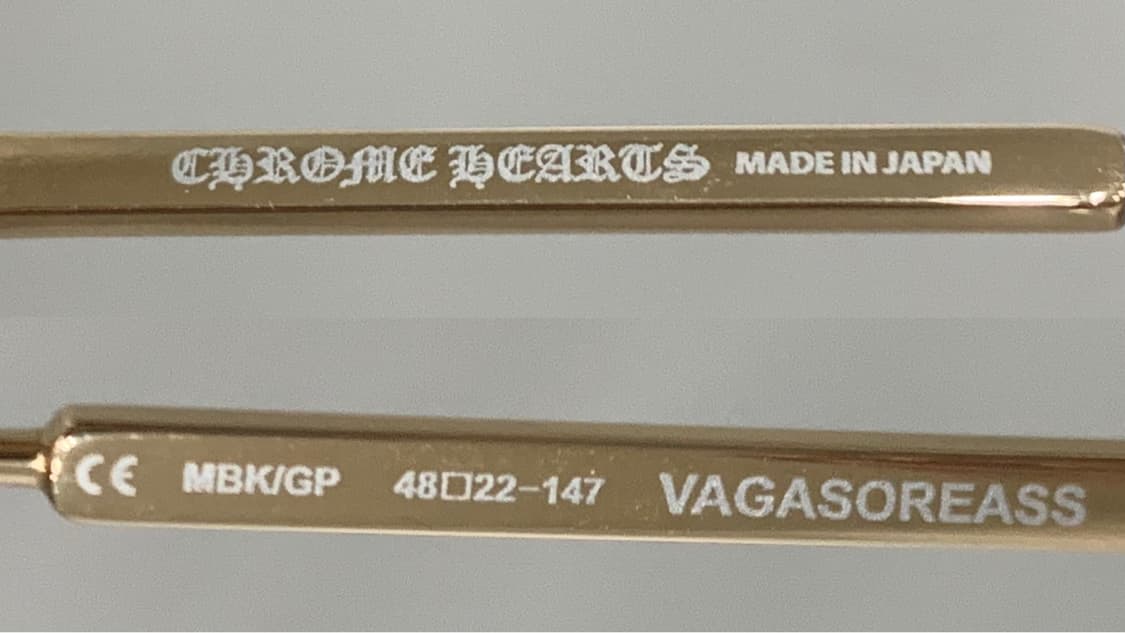 CHROME HEARTS MADE IN JAPAN
CE MBK/GP 48□22-147 VAGASOREASS